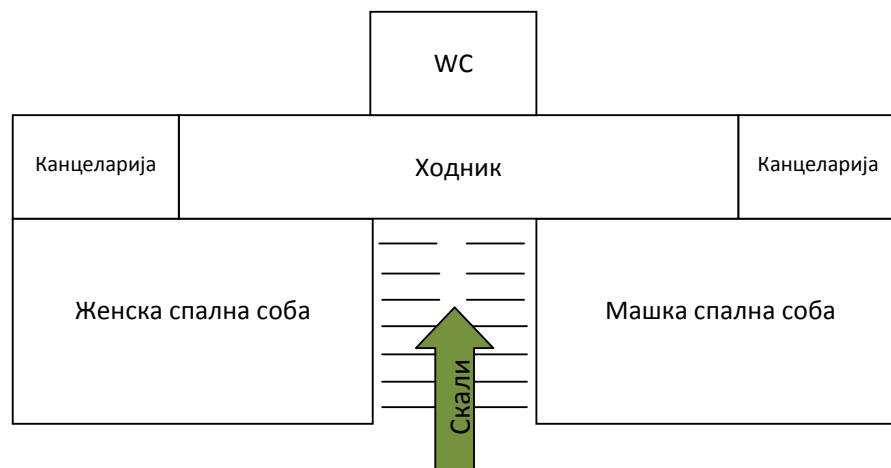 WC
Канцеларија
Ходник
Канцеларија
Женска спална соба
Машка спална соба
Скали